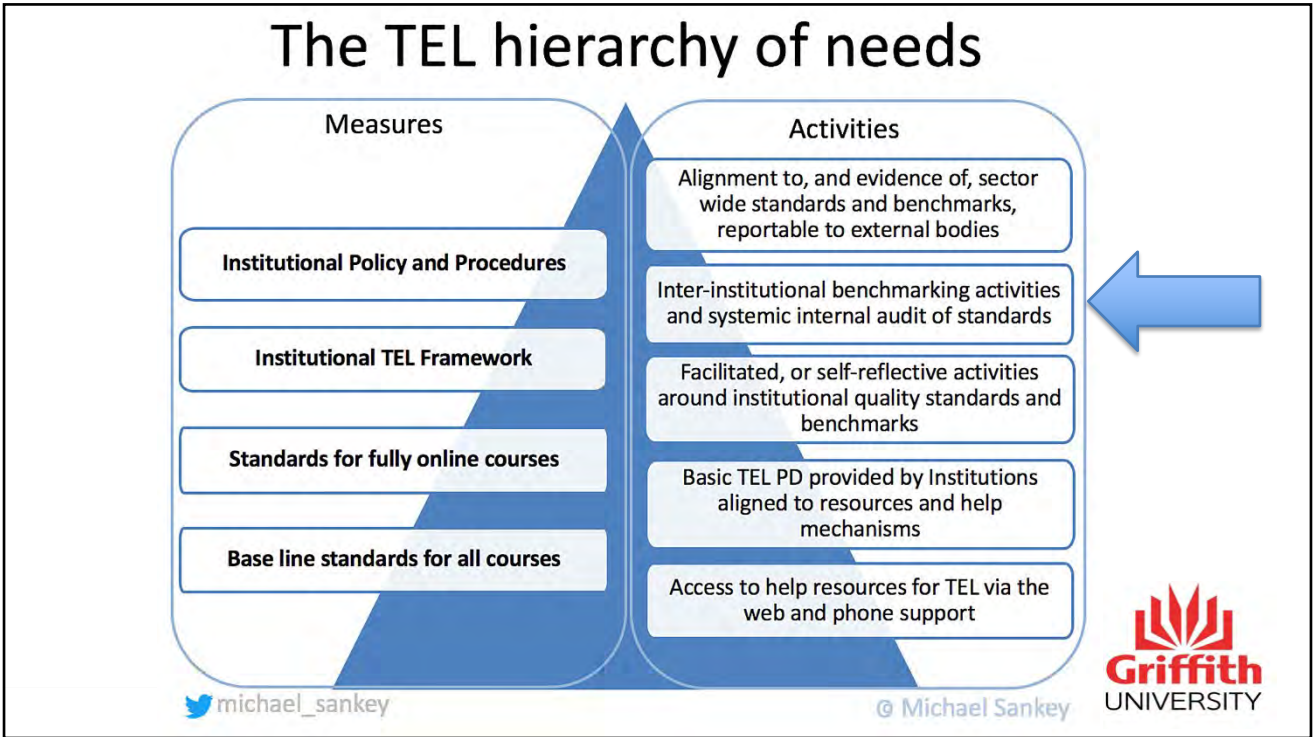 The TEL hierarchy of needs
Measures
Institutional Policy and Procedures
Institutional TEL Framework
Standards for fully online courses
Base line standards for all courses
Activities
Alignment to, and evidence of, sector
wide standards and benchmarks,
reportable to external bodies
Inter-institutional benchmarking activities
and systemic internal audit of standards
Facilitated, or self-reflective activities
around institutional quality standards and
benchmarks
Basic TEL PD provided by Institutions
aligned to resources and help
mechanisms
Access to help resources for TEL via the
web and phone support
michael_sankey
© Michael Sankey
Griffith
UNIVERSITY